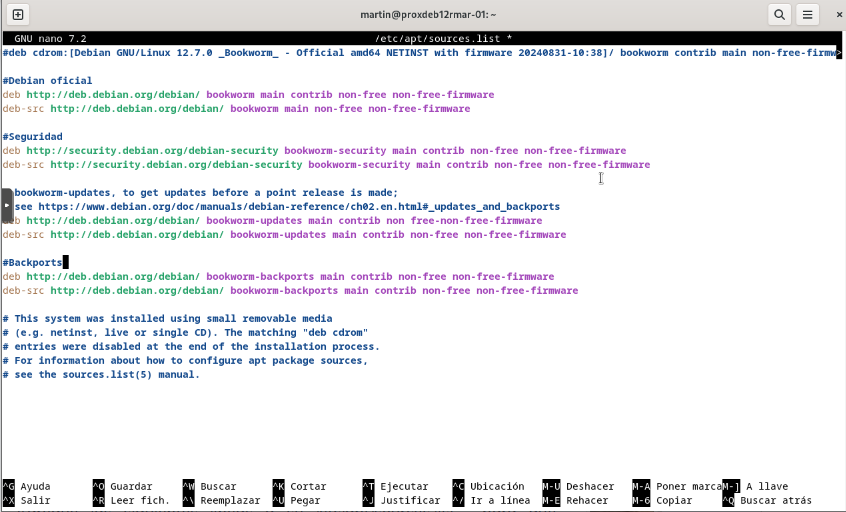 martin@proxdeb12rmar-01: ~
GNU nano 7.2 /etc/apt/sources.list *
#deb cdrom:[Debian GNU/Linux 12.7.0 _Bookworm_ - Official amd64 NETINST with firmware 20240831-10:38]/ bookworm contrib main non-free-firmw>
#Debian oficial
deb http://deb.debian.org/debian/ bookworm main contrib non-free non-free-firmware
deb-src http://deb.debian.org/debian/ bookworm main non-free non-free-firmware
#Seguridad
deb http://security.debian.org/debian-security bookworm-security main contrib non-free non-free-firmware
deb-src http://security.debian.org/debian-security bookworm-security main contrib non-free non-free-firmware
bookworm-updates, to get updates before a point release is made;
see https://www.debian.org/doc/manuals/debian-reference/ch02.en.html#_updates_and_backports
deb http://deb.debian.org/debian/ bookworm-updates main contrib non free-non-free-firmware
deb-src http://deb.debian.org/debian/ bookworm-updates main contrib non-free non-free-firmware
#Backports
deb http://deb.debian.org/debian/ bookworm-backports main contrib non-free non-free-firmware
deb-src http://deb.debian.org/debian/ bookworm-backports main contrib non-free non-free-firmware
# This system was installed using small removable media
# (e.g. netinst, live or single CD). The matching "deb cdrom"
# entries were disabled at the end of the installation process.
# For information about how to configure apt package sources,
# see the sources.list(5) manual.
^G Ayuda ^O Guardar ^W Buscar ^K Cortar ^T Ejecutar ^C Ubicación M-U Deshacer M-A Poner marca M-] A llave
^X Salir ^R Leer fich. ^\ Reemplazar ^U Pegar ^J Justificar ^/ Ir a línea M-E Rehacer M-6 Copiar ^Q Buscar atrás